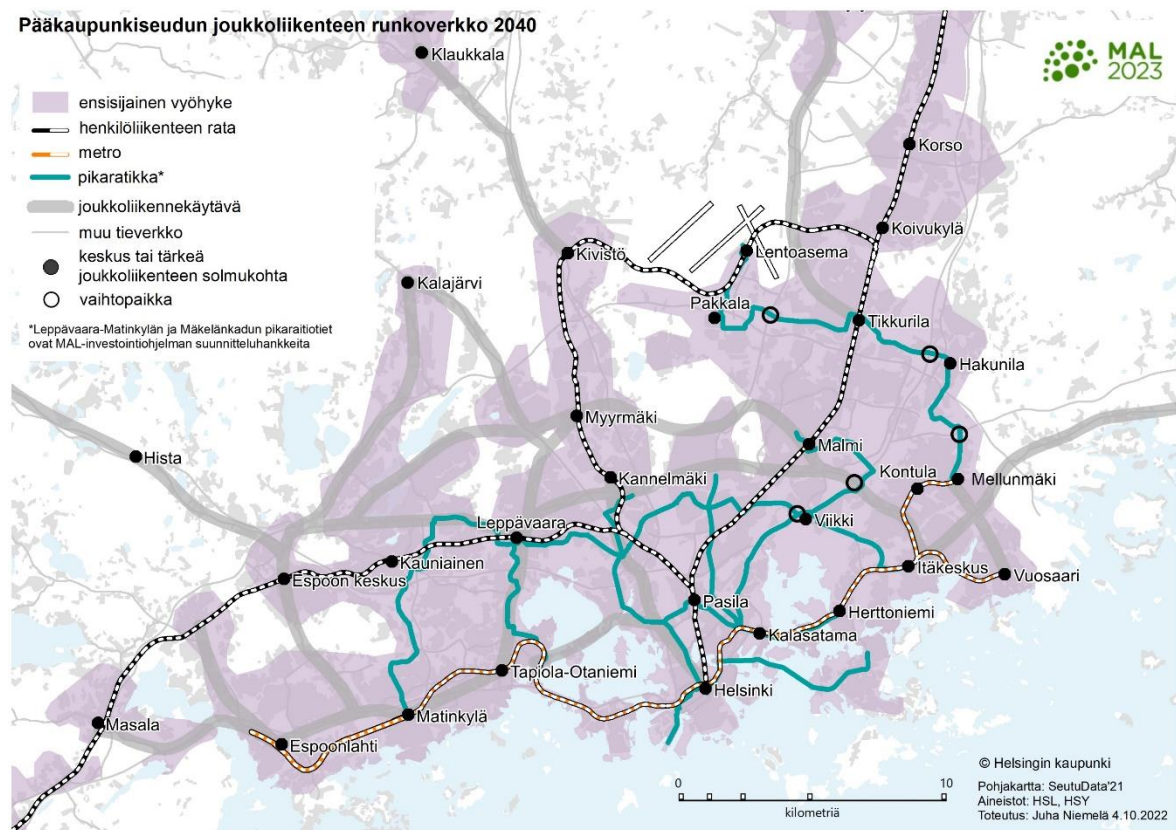 Pääkaupunkiseudun joukkoliikenteen runkoverkko 2040
MAL
2023
ensisijainen vyöhyke
henkilöliikenteen rata
metro
pikaratikka*
joukkoliikennekäytävä
muu tieverkko
keskus tai tärkeä
joukkoliikenteen solmukohta
vaihtopaikka
*Leppävaara-Matinkylän ja Mäkelänkadun pikaraitiotiet
ovat MAL-investointiohjelman suunnitteluhankkeita
Klaukkala
Korso
Koivukylä
Kivistö
Lentoasema
Kalajärvi
Pakkala
Tikkurila
Hakunila
Myyrmäki
Malmi
Hista
Kannelmäki
Kontula
Mellunmäki
Leppävaara
Viikki
Kauniainen
Espoon keskus
Itäkeskus
Vuosaari
Pasila
Herttoniemi
Kalasatama
Tapiola-Otaniemi
Helsinki
Masala
Matinkylä
Espoonlahti
0 10
kilometriä
© Helsingin kaupunki
Pohjakartta: SeutuData'21
Aineistot: HSL, HSY
Toteutus: Juha Niemelä 4.10.2022